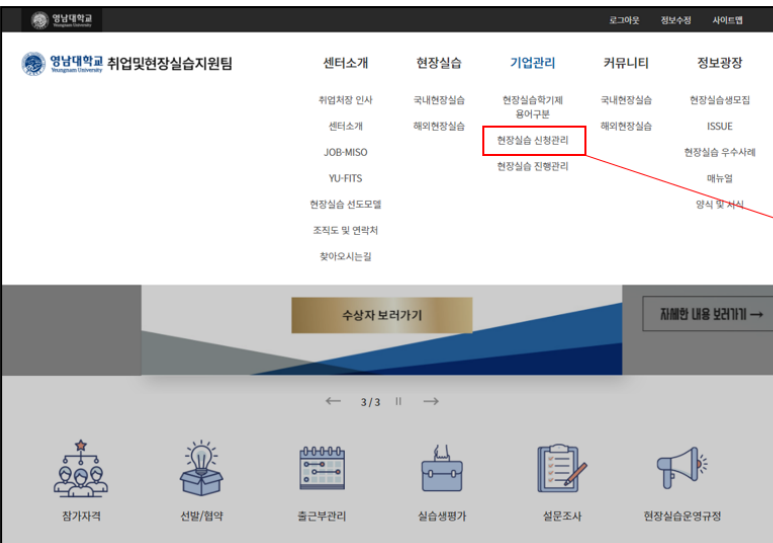 영남대학교
Yeungnam University
로그아웃 정보수정 사이트맵
영남대학교 취업및현장실습지원팀
Yeungnam University
센터소개 현장실습 기업관리 커뮤니티 정보광장
취업처장 인사 국내현장실습 현장실습학기제 국내현장실습 현장실습생모집
용어구분
센터소개 해외현장실습 해외현장실습 ISSUE
현장실습 신청관리
JOB-MISO 현장실습 우수사례
현장실습 진행관리
YU-FITS 매뉴얼
현장실습 선도모델 양식 및 서식
조직도 및 연락처
찾아오시는길
수상자 보러가기
자세한 내용 보러가기 →
← 3 / 3 II →
참가자격 선발/협약 출근부관리 실습생평가 설문조사 현장실습운영규정